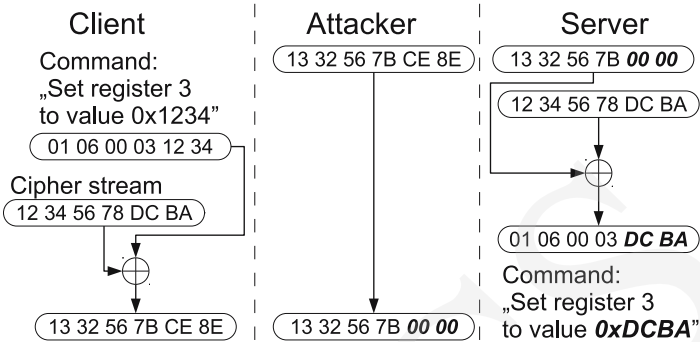 Client
Command:
„Set register 3
to value 0x1234”
01 06 00 03 12 34
Cipher stream
12 34 56 78 DC BA
13 32 56 7B CE 8E
Attacker
13 32 56 7B CE 8E
13 32 56 7B 00 00
Server
13 32 56 7B 00 00
12 34 56 78 DC BA
01 06 00 03 DC BA
Command:
„Set register 3
to value 0xDCBA”